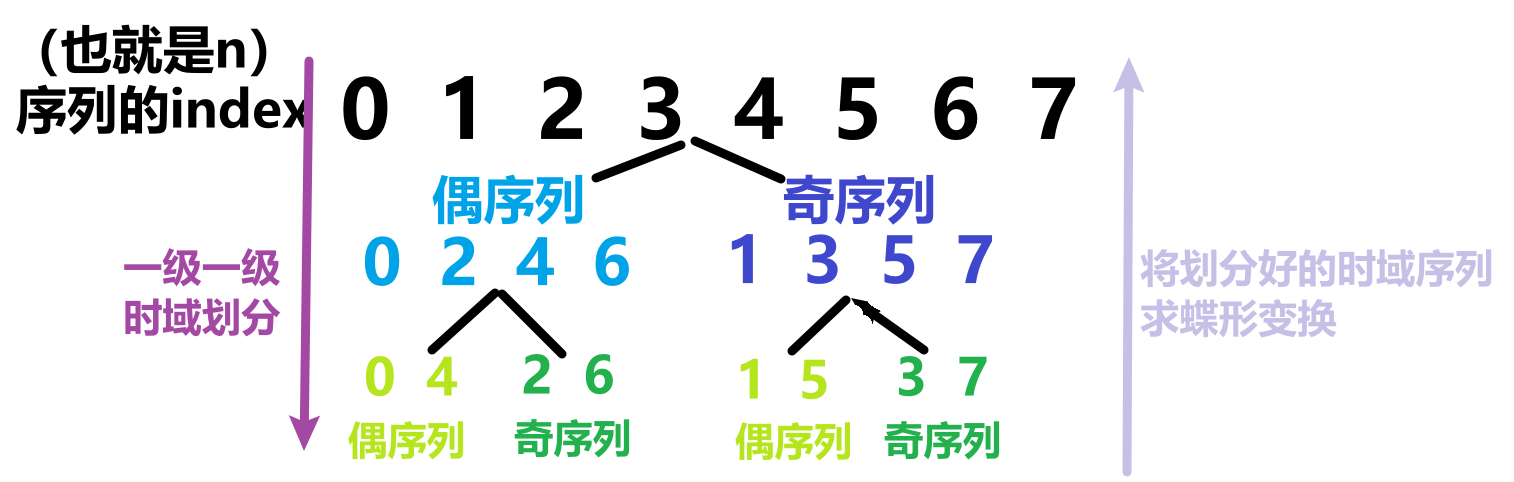 （也就是n）
序列的index
0 1 2 3 4 5 6 7
偶序列 奇序列
0 2 4 6 1 3 5 7
一级一级
时域划分
将划分好的时域序列
求蝶形变换
0 4 2 6 1 5 3 7
偶序列 奇序列 偶序列 奇序列